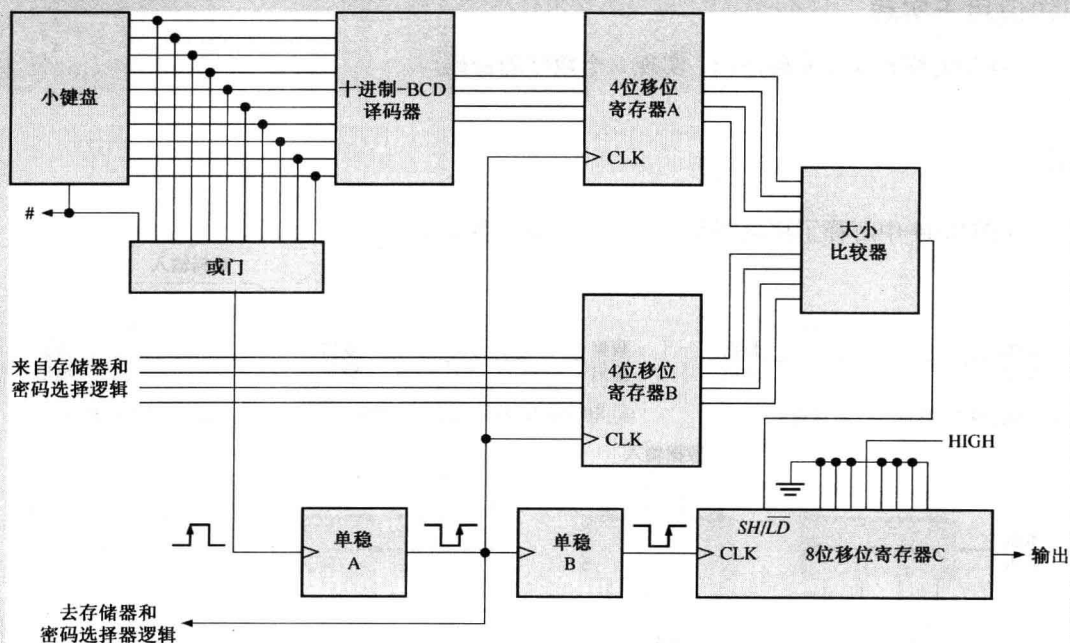 小键盘
十进制-BCD
译码器
4位移位
寄存器A
CLK
#
或门
大小
比较器
来自存储器和
密码选择逻辑
4位移位
寄存器B
CLK
HIGH
单稳
A
单稳
B
SH/LD
CLK
8位移位寄存器C
输出
去存储器和
密码选择器逻辑